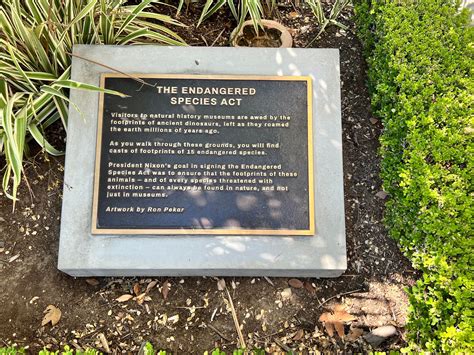 THE ENDANGERED
SPECIES ACT
Visitors to natural history museums are awed by the
footprints of ancient dinosaurs, left as they roamed
the earth millions of years ago.
As you walk through these grounds, you will find
casts of footprints of 15 endangered species.
President Nixon's goal in signing the Endangered
Species Act was to ensure that the footprints of these
animals – and of every species threatened with
extinction – can always be found in nature, and not
just in museums.
Artwork by Ron Pekar